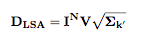 D_LSA = I^N V√Σ_k′